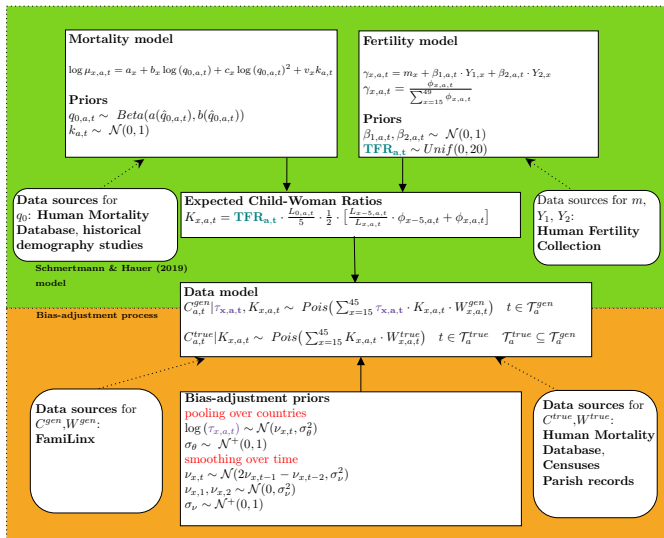 Mortality model
log μ_{x,a,t} = a_x + b_x log (q_{0,a,t}) + c_x log (q_{0,a,t})^2 + v_x k_{a,t}
Priors
q_{0,a,t} ∼ Beta(a(q̂_{0,a,t}), b(q̂_{0,a,t}))
k_{a,t} ∼ N(0, 1)
Fertility model
γ_{x,a,t} = m_x + β_{1,a,t} · Y_{1,x} + β_{2,a,t} · Y_{2,x}
γ_{x,a,t} = \frac{ϕ_{x,a,t}}{∑_{x=15}^{49} ϕ_{x,a,t}}
Priors
β_{1,a,t}, β_{2,a,t} ∼ N(0, 1)
TFR_{a,t} ∼ Unif(0, 20)
Data sources for
q_0: Human Mortality
Database, historical
demography studies
Expected Child-Woman Ratios
K_{x,a,t} = TFR_{a,t} · \frac{L_{0,a,t}}{5} · \frac{1}{2} · [\frac{L_{x-5,a,t}}{L_{x,a,t}} · ϕ_{x-5,a,t} + ϕ_{x,a,t}]
Data sources for m,
Y_1, Y_2:
Human Fertility
Collection
Schmertmann & Hauer (2019)
model
Data model
C^{gen}_{a,t}|τ_{x,a,t}, K_{x,a,t} ∼ Pois(∑_{x=15}^{45} τ_{x,a,t} · K_{x,a,t} · W^{gen}_{x,a,t}) t ∈ T^{gen}_a
C^{true}_{a,t}|K_{x,a,t} ∼ Pois(∑_{x=15}^{45} K_{x,a,t} · W^{true}_{x,a,t}) t ∈ T^{true}_a T^{true}_a ⊆ T^{gen}_a
Bias-adjustment process
Data sources for
C^{gen},W^{gen}:
FamiLinx
Bias-adjustment priors
pooling over countries
log (τ_{x,a,t}) ∼ N(ν_{x,t}, σ^2_θ)
σ_θ ∼ N^+(0, 1)
smoothing over time
ν_{x,t} ∼ N(2ν_{x,t−1} − ν_{x,t−2}, σ^2_ν)
ν_{x,1}, ν_{x,2} ∼ N(0, σ^2_ν)
σ_ν ∼ N^+(0, 1)
Data sources for
C^{true},W^{true}:
Human Mortality
Database,
Censuses
Parish records